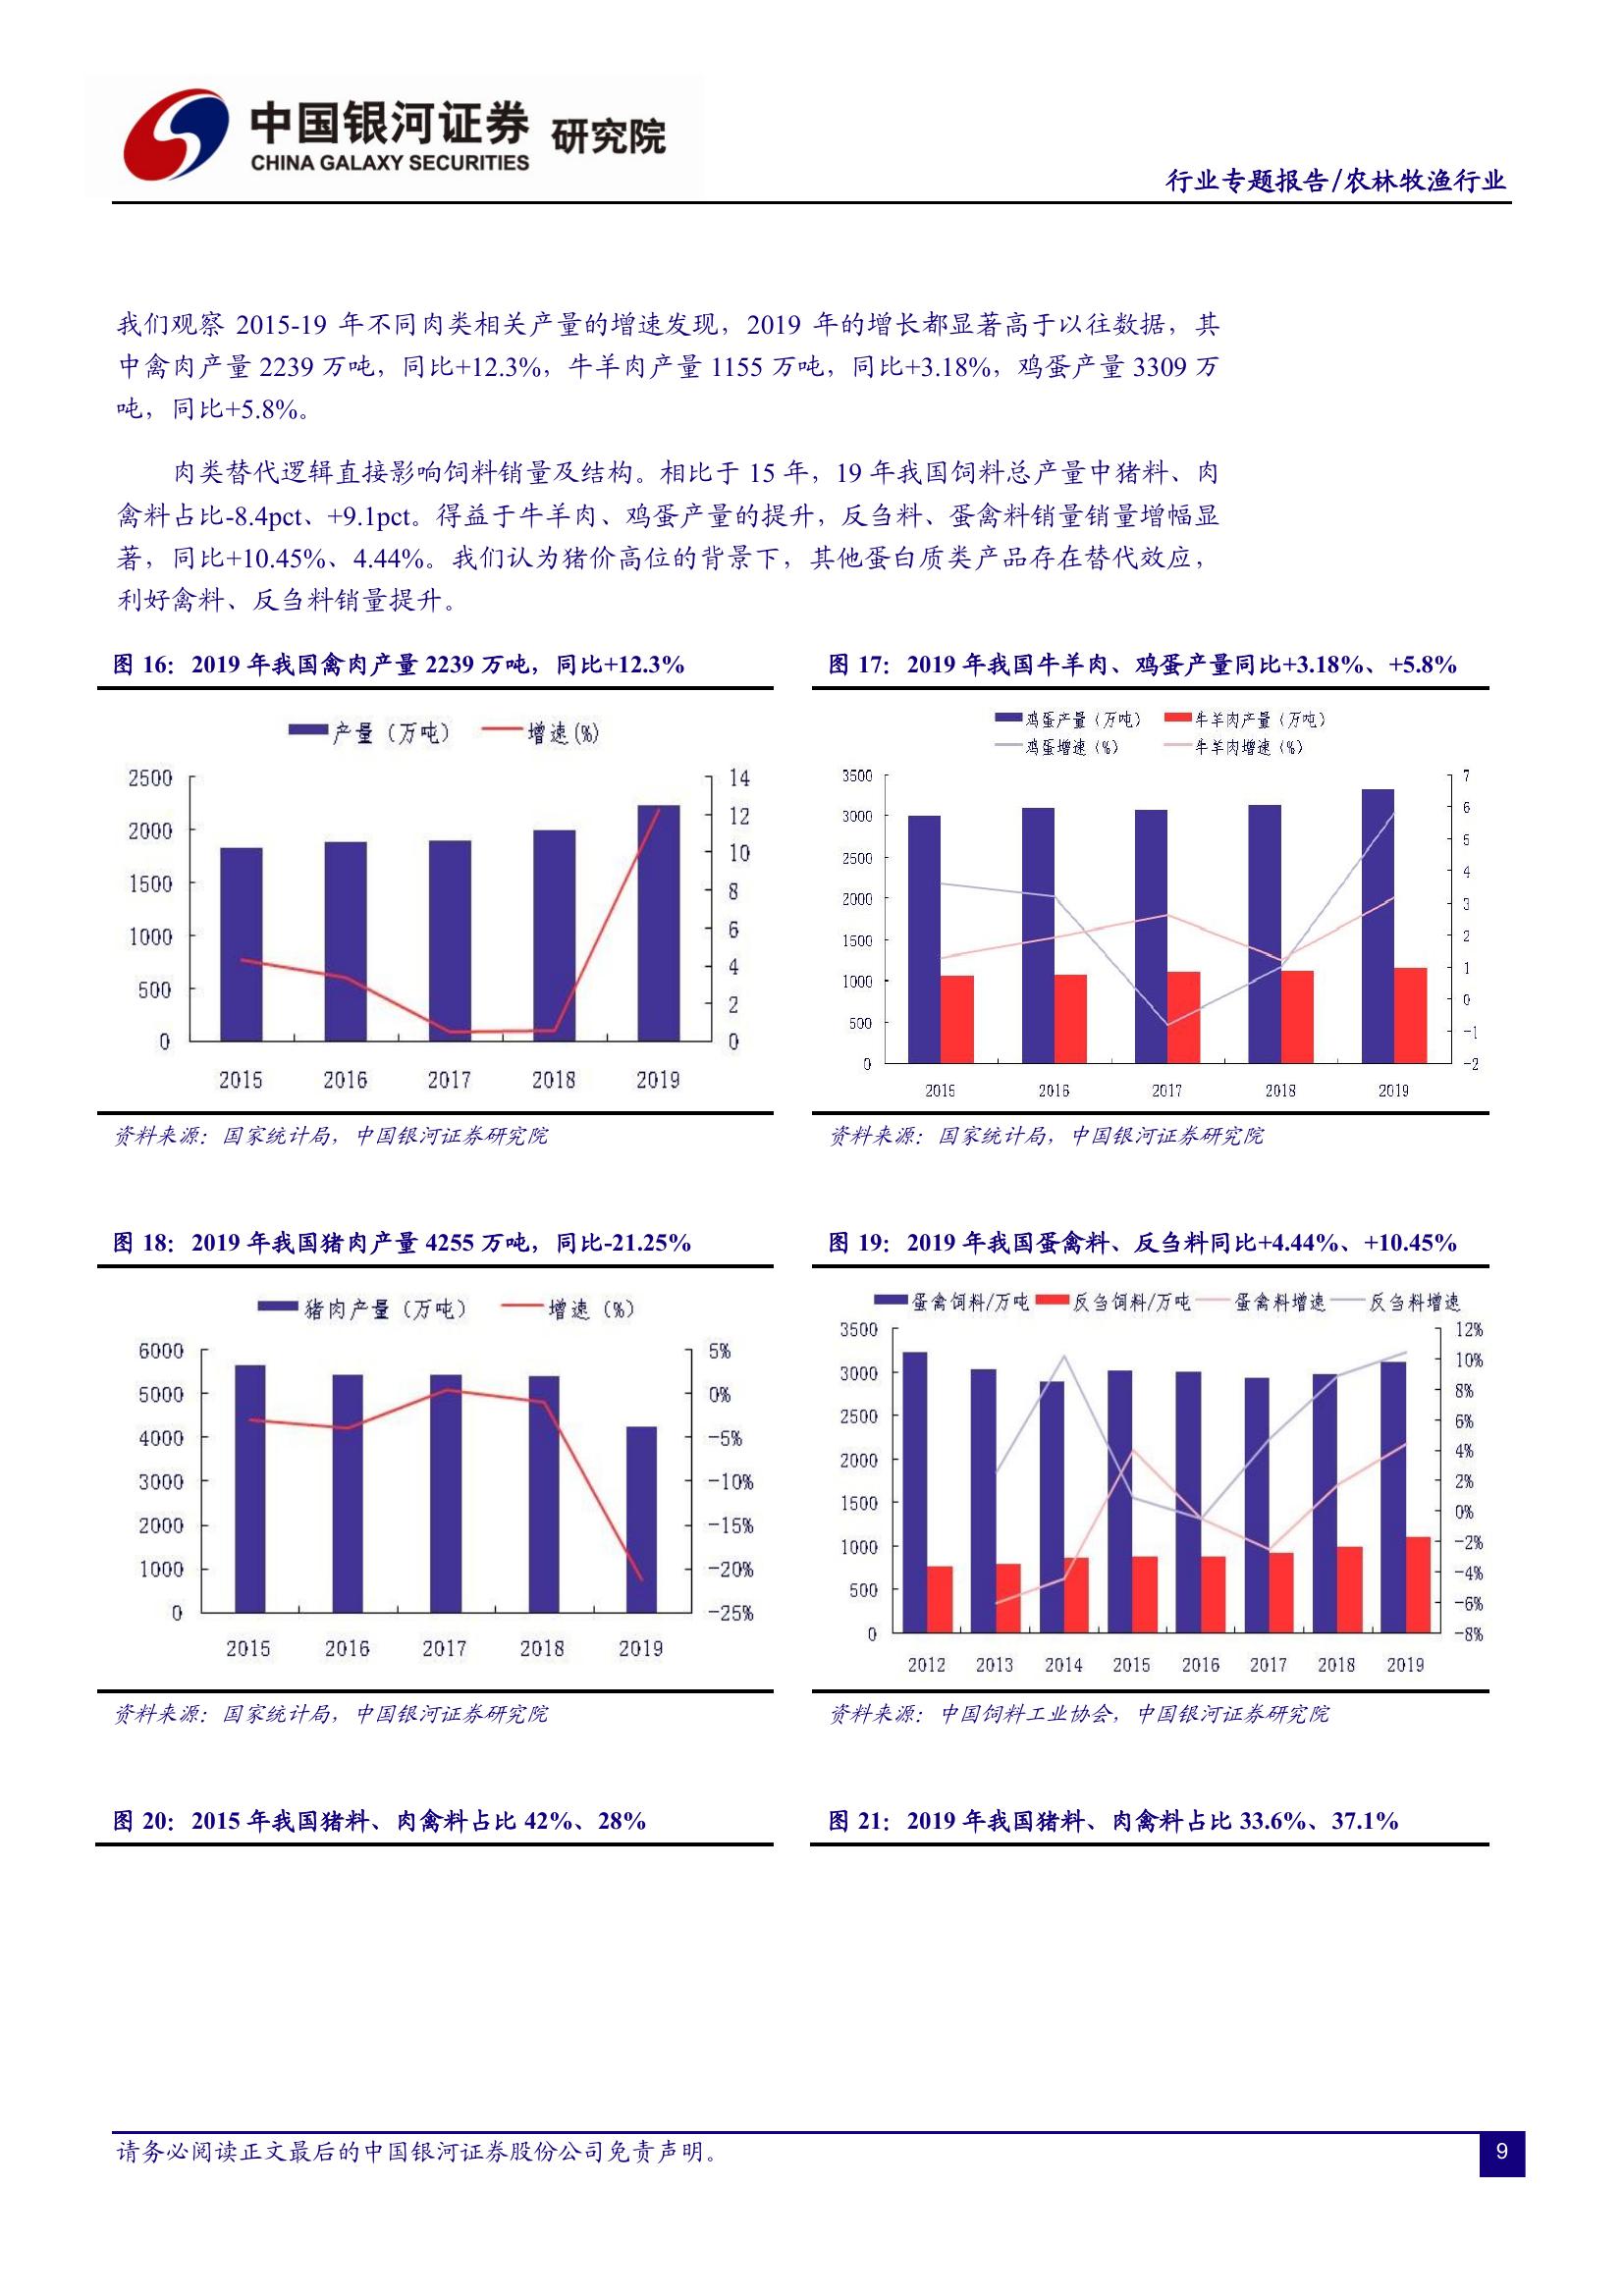 中国银河证券 研究院
CHINA GALAXY SECURITIES
行业专题报告/农林牧渔行业
我们观察 2015-19 年不同肉类相关产量的增速发现，2019 年的增长都显著高于以往数据，其
中禽肉产量 2239 万吨，同比+12.3%，牛羊肉产量 1155 万吨，同比+3.18%，鸡蛋产量 3309 万
吨，同比+5.8%。
肉类替代逻辑直接影响饲料销量及结构。相比于 15 年，19 年我国饲料总产量中猪料、肉
禽料占比-8.4pct、+9.1pct。得益于牛羊肉、鸡蛋产量的提升，反刍料、蛋禽料销量销量增幅显
著，同比+10.45%、4.44%。我们认为猪价高位的背景下，其他蛋白质类产品存在替代效应，
利好禽料、反刍料销量提升。
图 16：2019 年我国禽肉产量 2239 万吨，同比+12.3%
产量（万吨） 增速(%)
2500 14
12
2000
10
1500 8
6
1000
4
500
2
0 0
2015 2016 2017 2018 2019
资料来源：国家统计局，中国银河证券研究院
图 17：2019 年我国牛羊肉、鸡蛋产量同比+3.18%、+5.8%
鸡蛋产量（万吨） 牛羊肉产量（万吨）
鸡蛋增速（%） 牛羊肉增速（%）
3500 7
3000 6
5
2500
4
2000 3
1500 2
1
1000
0
500 -1
0 -2
2015 2016 2017 2018 2019
资料来源：国家统计局，中国银河证券研究院
图 18：2019 年我国猪肉产量 4255 万吨，同比-21.25%
猪肉产量（万吨） 增速（%）
6000 5%
5000 0%
4000 -5%
3000 -10%
2000 -15%
1000 -20%
0 -25%
2015 2016 2017 2018 2019
资料来源：国家统计局，中国银河证券研究院
图 19：2019 年我国蛋禽料、反刍料同比+4.44%、+10.45%
蛋禽饲料/万吨 反刍饲料/万吨 蛋禽料增速 反刍料增速
3500 12%
3000 10%
8%
2500 6%
2000 4%
2%
1500
0%
1000 -2%
500 -4%
-6%
0 -8%
2012 2013 2014 2015 2016 2017 2018 2019
资料来源：中国饲料工业协会，中国银河证券研究院
图 20：2015 年我国猪料、肉禽料占比 42%、28%
图 21：2019 年我国猪料、肉禽料占比 33.6%、37.1%
请务必阅读正文最后的中国银河证券股份公司免责声明。
9